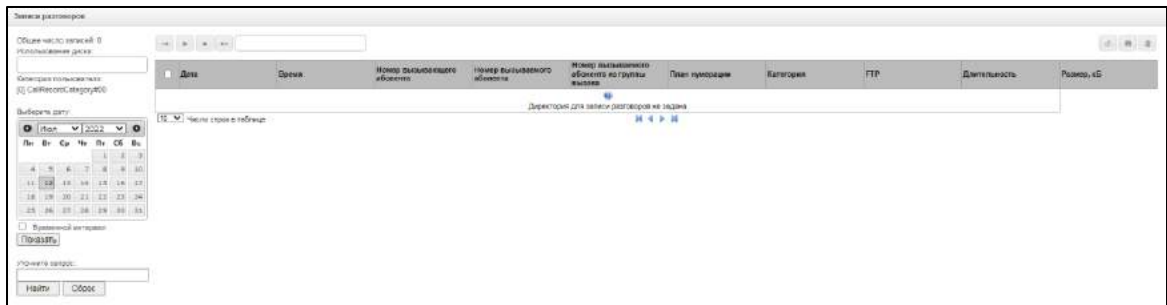 Записи разговоров
Общее число записей: 0
Использование диска:
Категория пользователя:
[0] CallRecordCategory#00
Выберите дату:
Июл 2022
Пн Вт Ср Чт Пт Сб Вс
1 2 3
4 5 6 7 8 9 10
11 12 13 14 15 16 17
18 19 20 21 22 23 24
25 26 27 28 29 30 31
Временной интервал
Показать
Уточните запрос:
Найти Сброс
Дата Время Номер вызывающего абонента Номер вызываемого абонента Номер вызываемого абонента из группы вызова План нумерации Категория FTP Длительность Размер, кБ
Директория для записи разговоров не задана
10 Число строк в таблице